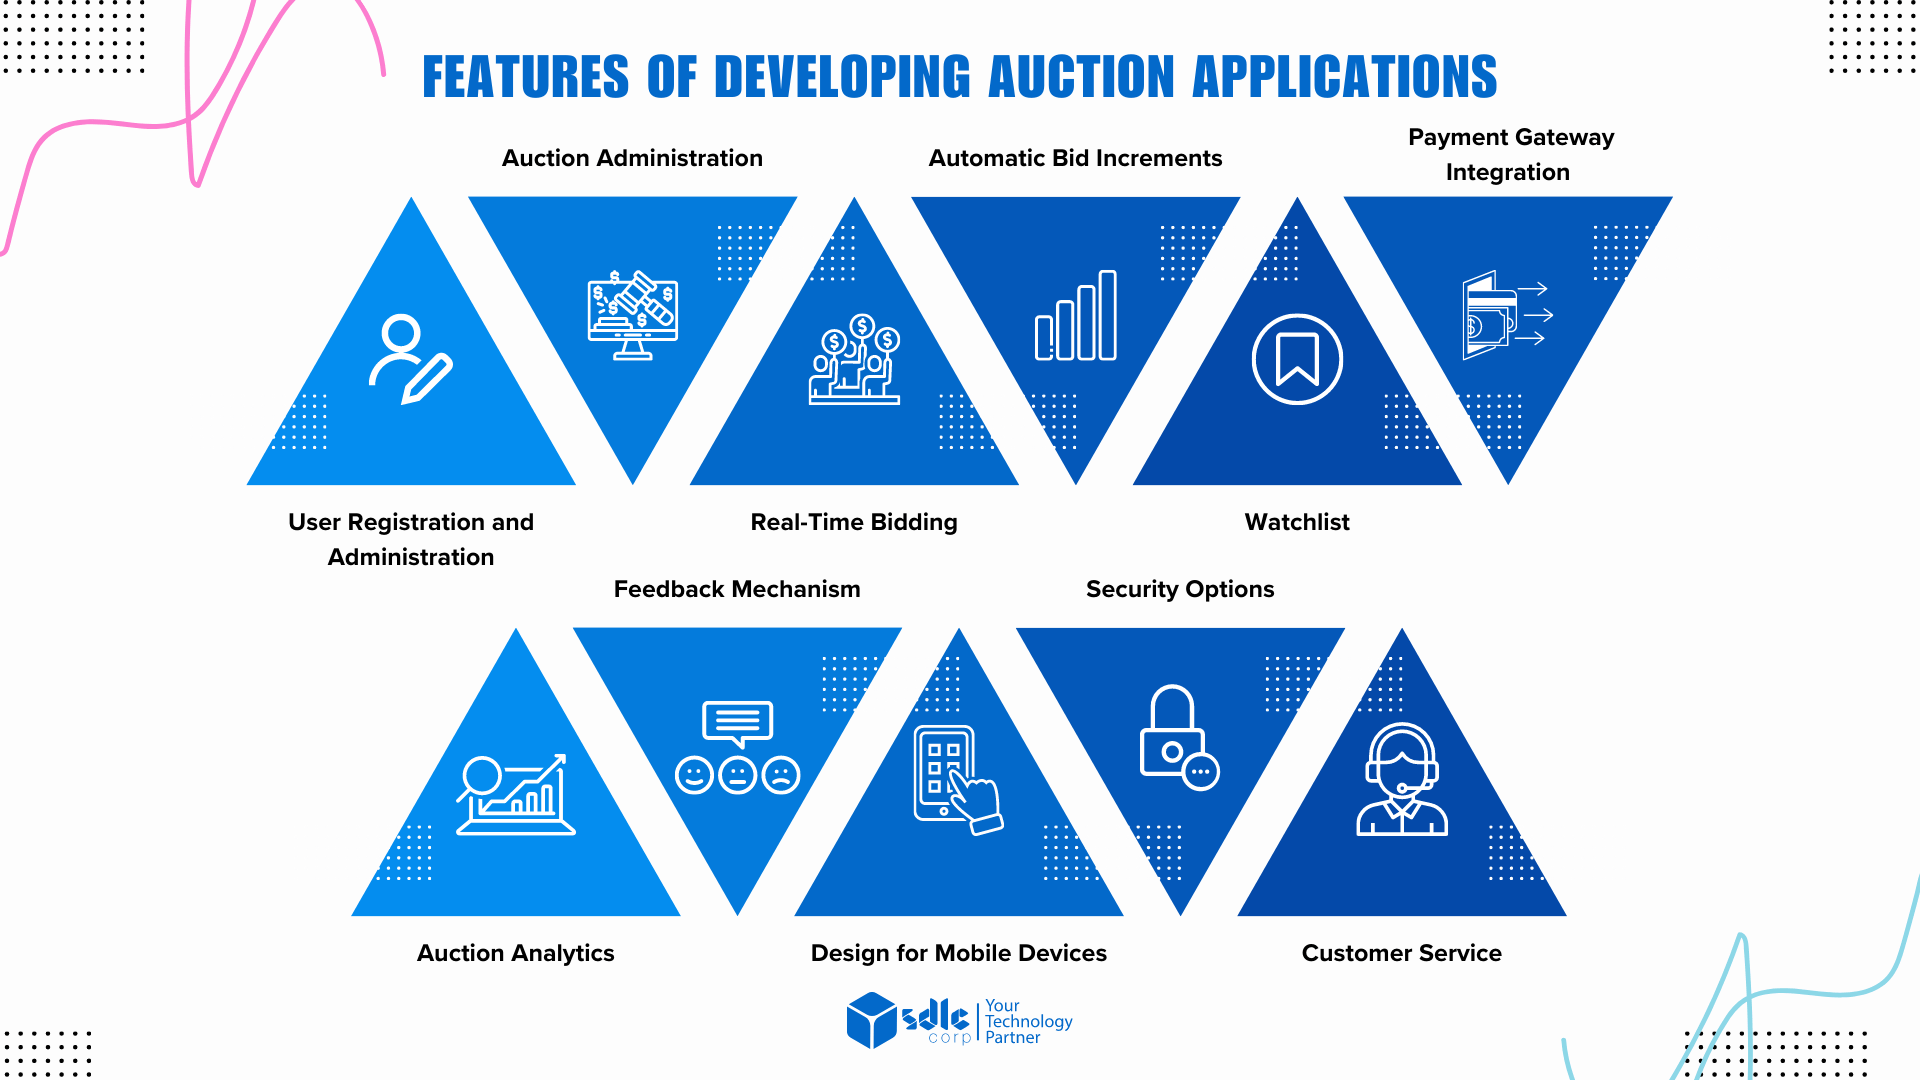 FEATURES OF DEVELOPING AUCTION APPLICATIONS
Auction Administration
Automatic Bid Increments
Payment Gateway
Integration
User Registration and
Administration
Real-Time Bidding
Watchlist
Feedback Mechanism
Security Options
Auction Analytics
Design for Mobile Devices
Customer Service
sdlc
corp
Your
Technology
Partner